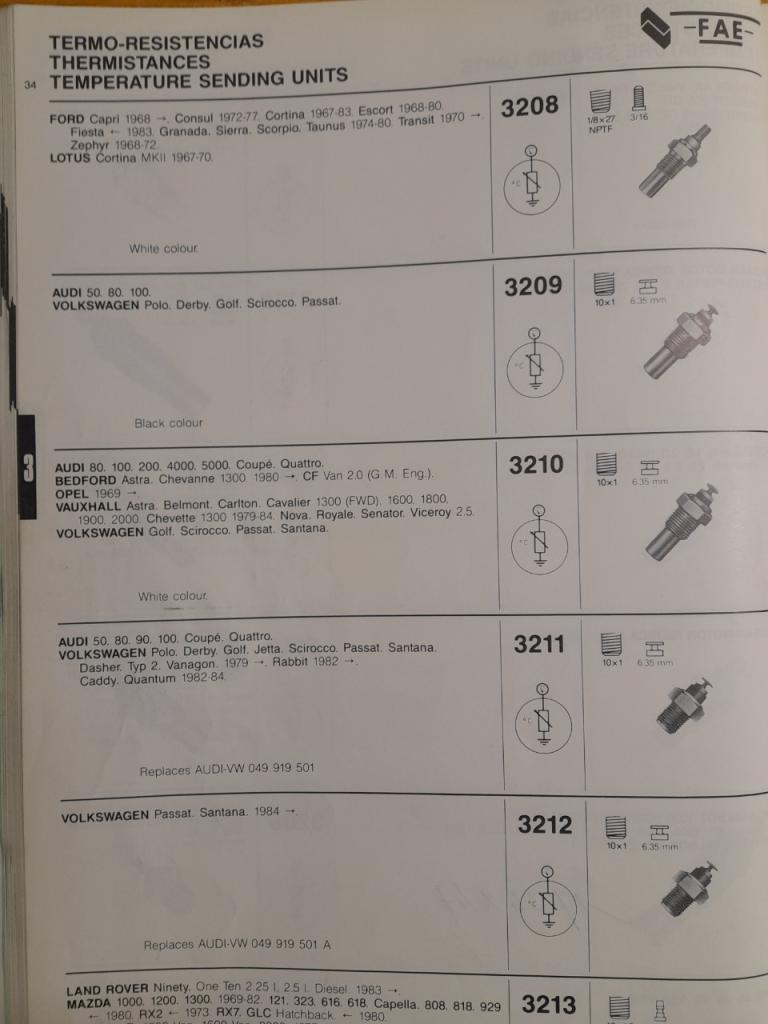 TERMO-RESISTENCIAS
THERMISTANCES
34 TEMPERATURE SENDING UNITS
-FAE-
FORD Capri 1968 →. Consul 1972-77. Cortina 1967-83. Escort 1968-80.
Fiesta ← 1983. Granada. Sierra. Scorpio. Taunus 1974-80. Transit 1970 →.
Zephyr 1968-72.
LOTUS Cortina MKII 1967-70.
White colour.
3208
°C
1/8×27
NPTF
3/16
AUDI 50. 80. 100.
VOLKSWAGEN Polo. Derby. Golf. Scirocco. Passat.
Black colour
3209
°C
10×1
6.35 mm
3
AUDI 80. 100. 200. 4000. 5000. Coupé. Quattro.
BEDFORD Astra. Chevanne 1300. 1980 →. CF Van 2.0 (G.M. Eng.).
OPEL 1969 →
VAUXHALL Astra. Belmont. Carlton. Cavalier 1300 (FWD), 1600, 1800,
1900, 2000. Chevette 1300 1979-84. Nova. Royale. Senator. Viceroy 2.5.
VOLKSWAGEN Golf. Scirocco. Passat. Santana.
White colour.
3210
°C
10×1
6.35 mm
AUDI 50. 80. 90. 100. Coupé. Quattro.
VOLKSWAGEN Polo. Derby. Golf. Jetta. Scirocco. Passat. Santana.
Dasher. Typ 2. Vanagon. 1979 →. Rabbit 1982 →.
Caddy. Quantum 1982-84.
Replaces AUDI-VW 049 919 501
3211
°C
10×1
6.35 mm
VOLKSWAGEN Passat. Santana. 1984 →.
Replaces AUDI-VW 049 919 501 A
3212
°C
10×1
6.35 mm
LAND ROVER Ninety. One Ten 2.25 l, 2.5 l. Diesel. 1983 →.
MAZDA 1000. 1200. 1300. 1969-82. 121. 323. 616. 618. Capella. 808. 818. 929
← 1980. RX2 ← 1973. RX7. GLC Hatchback. ← 1980.
3213